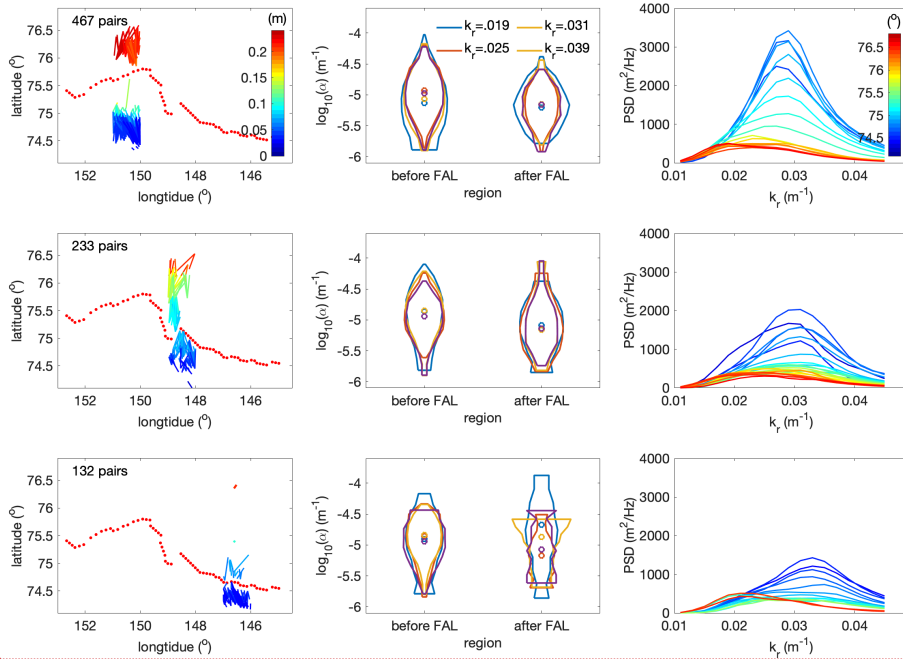 467 pairs
(m)
0.2
0.15
0.1
0.05
0
76.5
76
75.5
75
74.5
latitude (o)
152 150 148 146
longtidue (o)
kr=.019 kr=.031
kr=.025 kr=.039
-4
-4.5
-5
-5.5
-6
log10(α) (m-1)
before FAL after FAL
region
(o)
76.5
76
75.5
75
74.5
4000
3000
2000
1000
0
PSD (m2/Hz)
0.01 0.02 0.03 0.04
kr (m-1)
233 pairs
76.5
76
75.5
75
74.5
latitude (o)
152 150 148 146
longtidue (o)
-4
-4.5
-5
-5.5
-6
log10(α) (m-1)
before FAL after FAL
region
4000
3000
2000
1000
0
PSD (m2/Hz)
0.01 0.02 0.03 0.04
kr (m-1)
132 pairs
76.5
76
75.5
75
74.5
latitude (o)
152 150 148 146
longtidue (o)
-4
-4.5
-5
-5.5
-6
log10(α) (m-1)
before FAL after FAL
region
4000
3000
2000
1000
0
PSD (m2/Hz)
0.01 0.02 0.03 0.04
kr (m-1)